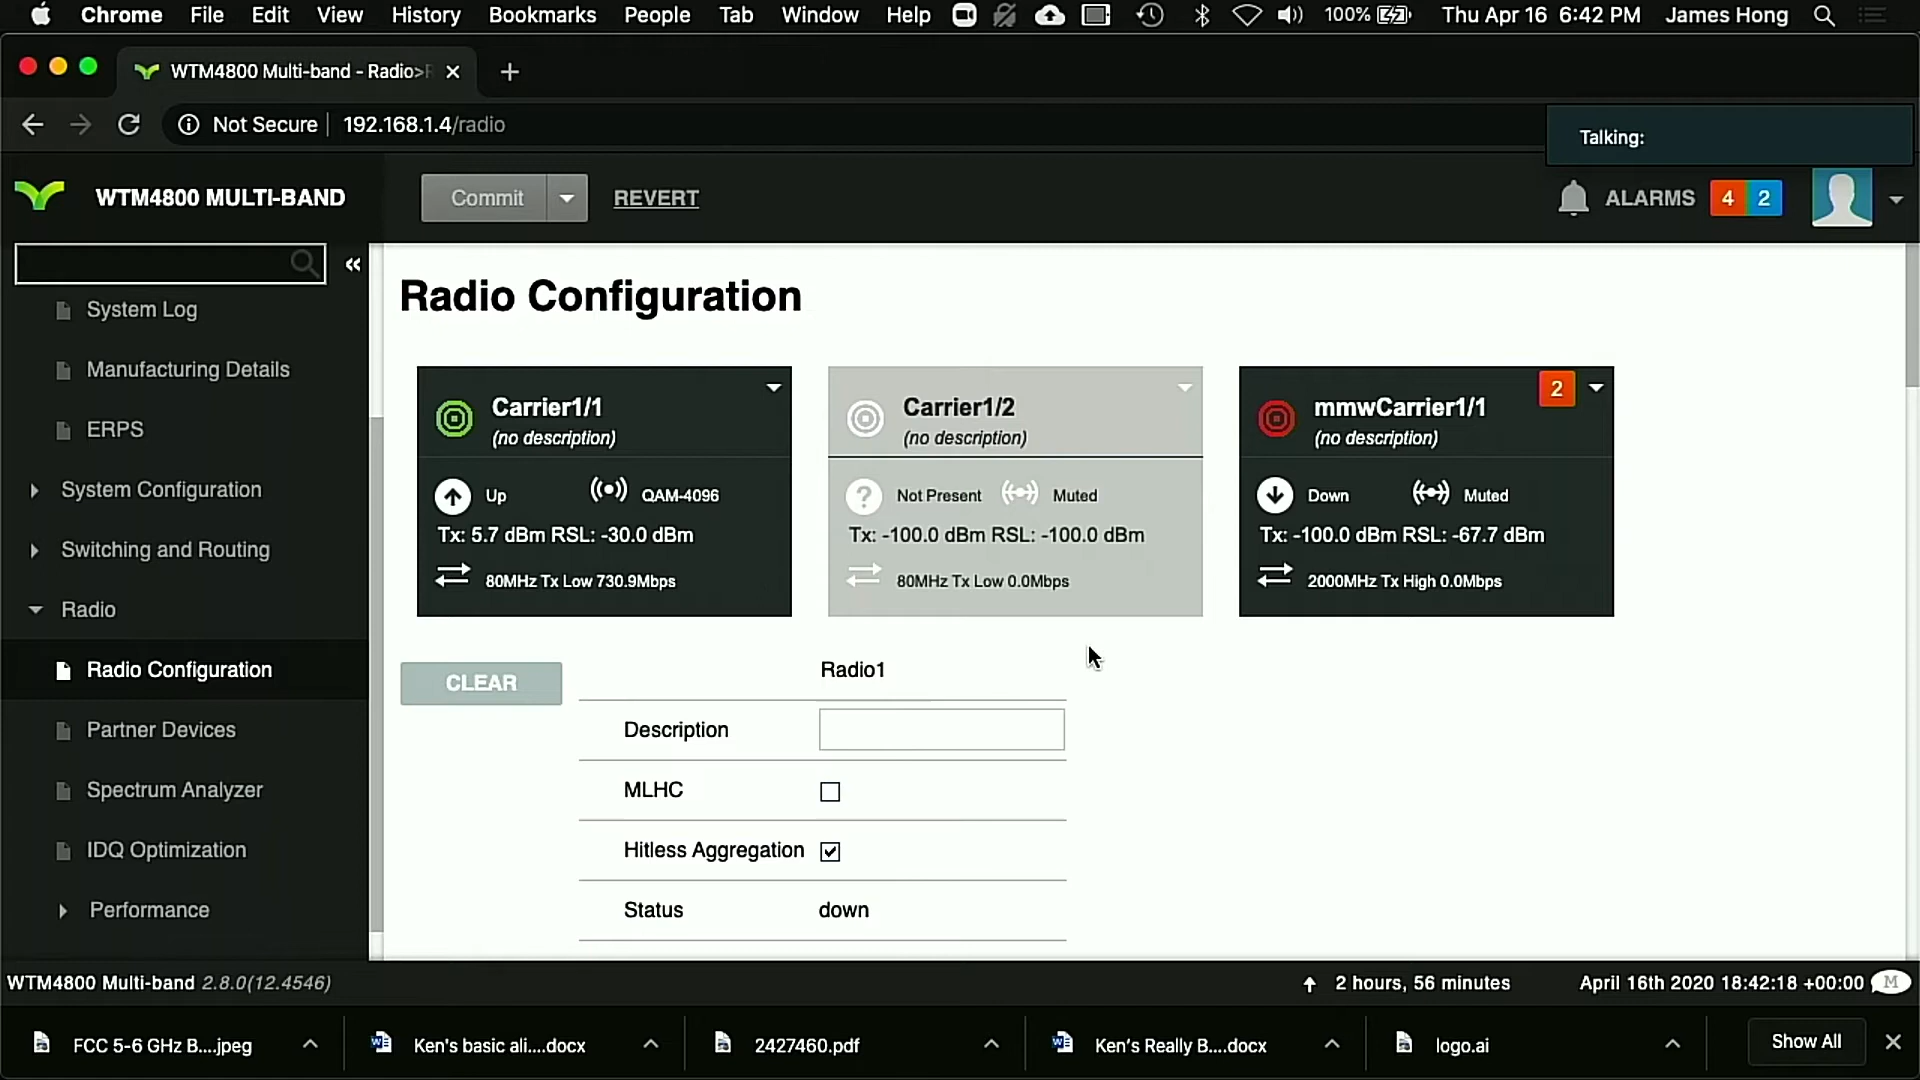 Chrome File Edit View History Bookmarks People Tab Window Help 100% Thu Apr 16 6:42 PM James Hong
WTM4800 Multi-band - Radio>
Not Secure 192.168.1.4/radio
Talking:
WTM4800 MULTI-BAND Commit REVERT ALARMS 4 2
System Log
Manufacturing Details
ERPS
System Configuration
Switching and Routing
Radio
Radio Configuration
Partner Devices
Spectrum Analyzer
IDQ Optimization
Performance
Radio Configuration
Carrier1/1
(no description)
Up QAM-4096
Tx: 5.7 dBm RSL: -30.0 dBm
80MHz Tx Low 730.9Mbps
Carrier1/2
(no description)
? Not Present Muted
Tx: -100.0 dBm RSL: -100.0 dBm
80MHz Tx Low 0.0Mbps
2
mmwCarrier1/1
(no description)
Down Muted
Tx: -100.0 dBm RSL: -67.7 dBm
2000MHz Tx High 0.0Mbps
CLEAR
Radio1
Description
MLHC
Hitless Aggregation
Status down
WTM4800 Multi-band 2.8.0(12.4546) 2 hours, 56 minutes April 16th 2020 18:42:18 +00:00 M
FCC 5-6 GHz B....jpeg Ken's basic ali....docx 2427460.pdf Ken's Really B....docx logo.ai Show All